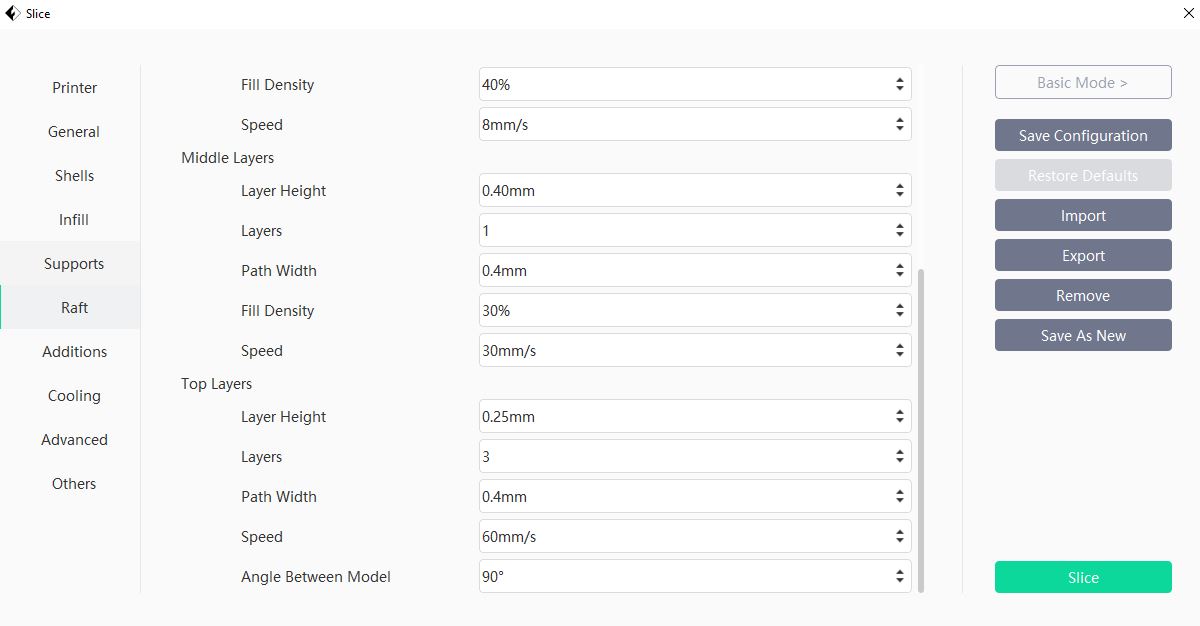 Slice
Printer
General
Shells
Infill
Supports
Raft
Additions
Cooling
Advanced
Others
Fill Density 40%
Speed 8mm/s
Middle Layers
Layer Height 0.40mm
Layers 1
Path Width 0.4mm
Fill Density 30%
Speed 30mm/s
Top Layers
Layer Height 0.25mm
Layers 3
Path Width 0.4mm
Speed 60mm/s
Angle Between Model 90°
Basic Mode >
Save Configuration
Restore Defaults
Import
Export
Remove
Save As New
Slice